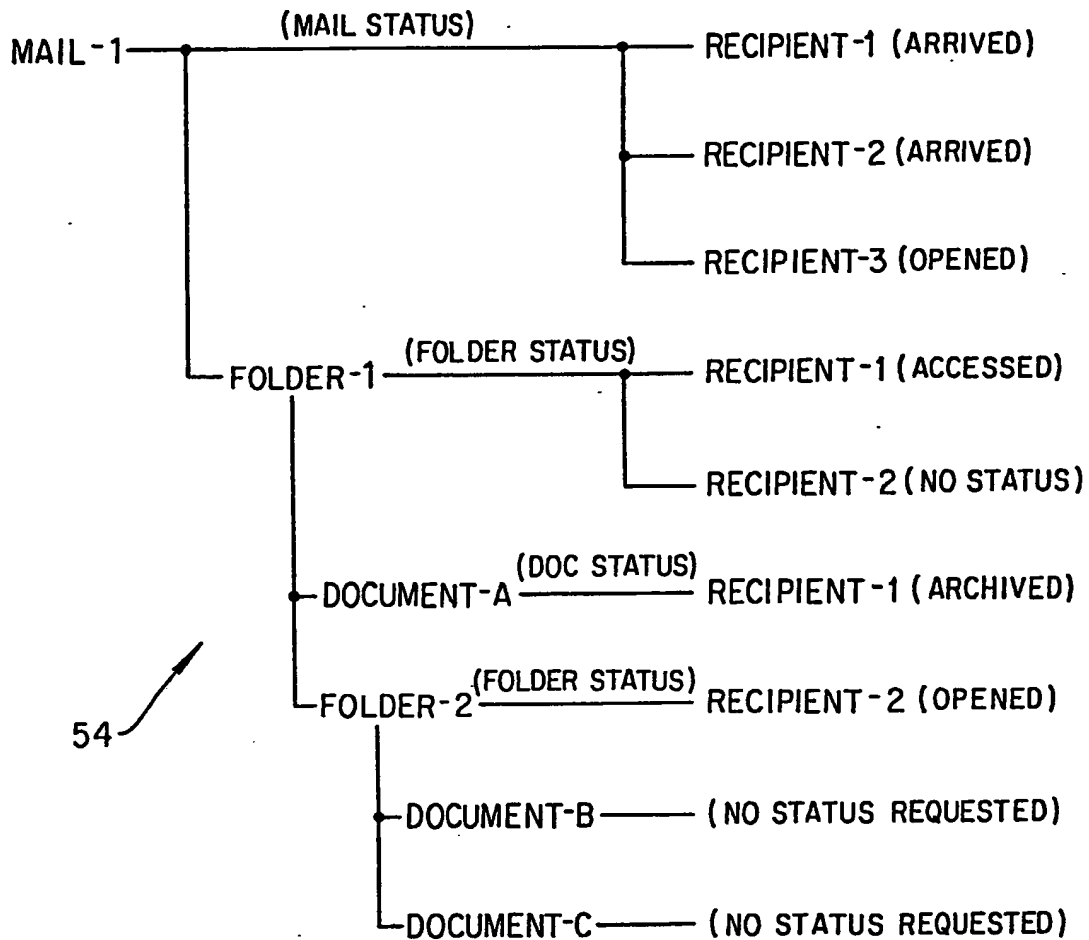 (MAIL STATUS)
MAIL-1
RECIPIENT-1 (ARRIVED)
RECIPIENT-2 (ARRIVED)
RECIPIENT-3 (OPENED)
(FOLDER STATUS)
FOLDER-1
RECIPIENT-1 (ACCESSED)
RECIPIENT-2 (NO STATUS)
(DOC STATUS)
DOCUMENT-A
RECIPIENT-1 (ARCHIVED)
(FOLDER STATUS)
FOLDER-2
RECIPIENT-2 (OPENED)
54
DOCUMENT-B
(NO STATUS REQUESTED)
DOCUMENT-C
(NO STATUS REQUESTED)